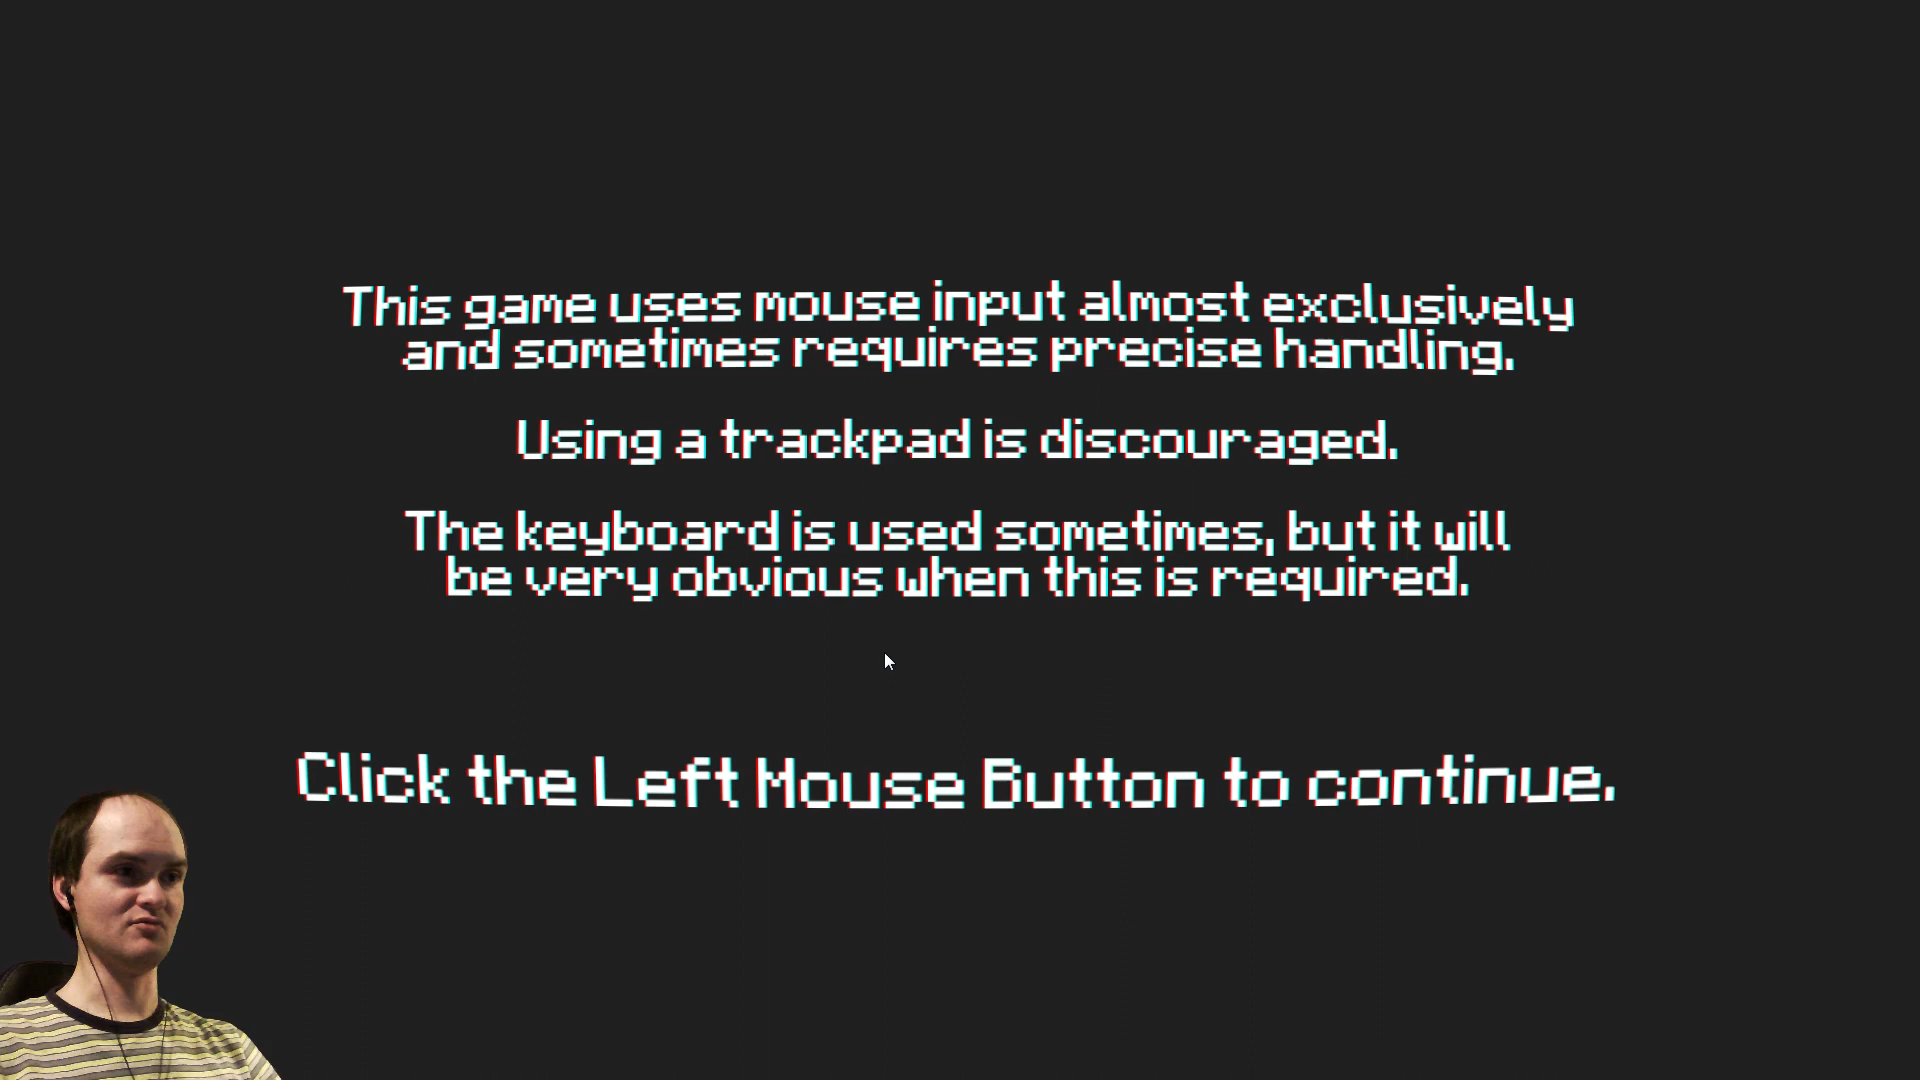 This game uses mouse input almost exclusively
and sometimes requires precise handling.
Using a trackpad is discouraged.
The keyboard is used sometimes, but it will
be very obvious when this is required.
Click the Left Mouse Button to continue.